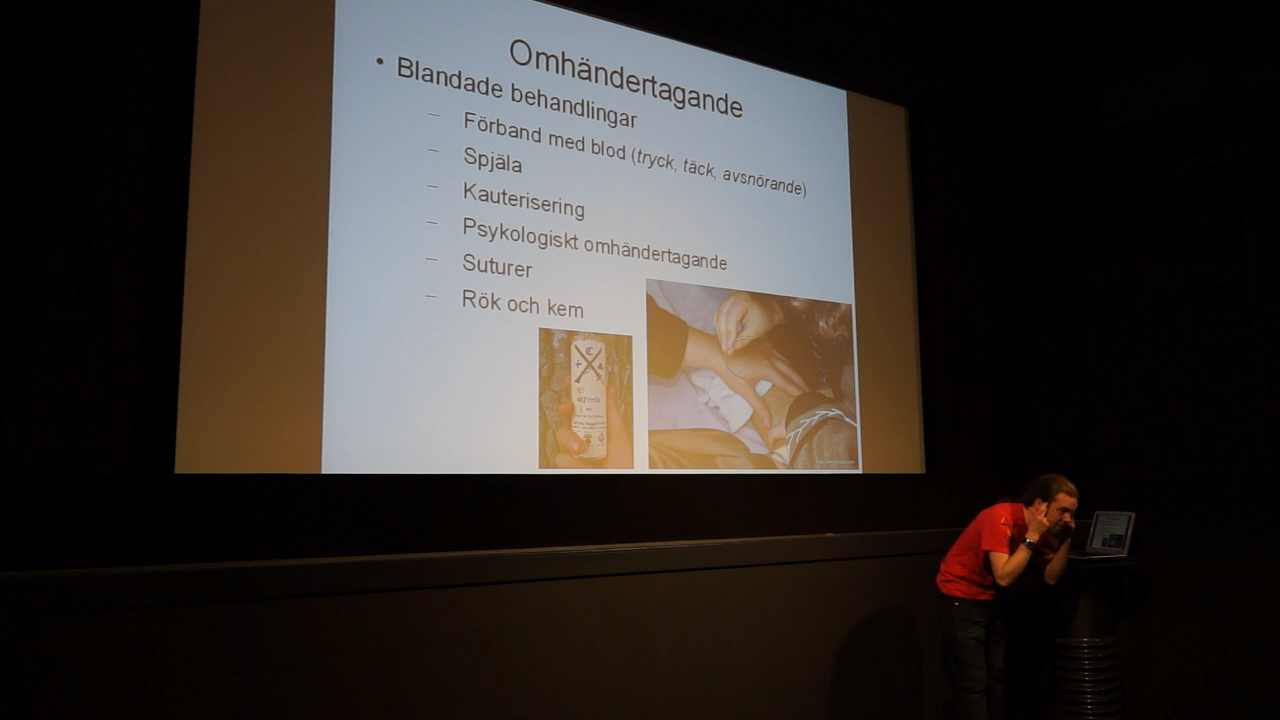 Omhändertagande
• Blandade behandlingar
– Förband med blod (tryck, täck, avsnörande)
– Spjäla
– Kauterisering
– Psykologiskt omhändertagande
– Suturer
– Rök och kem